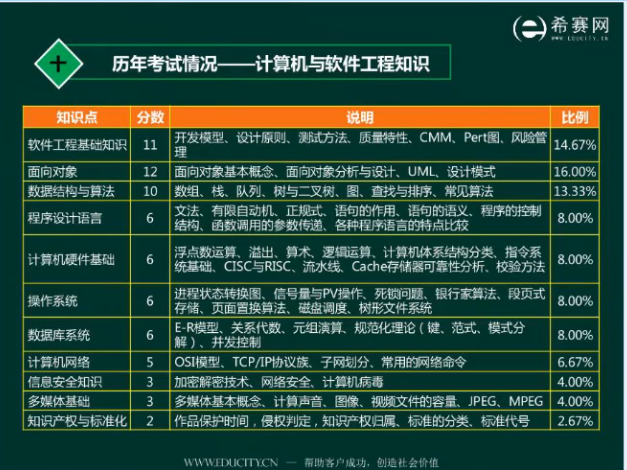 希赛网
WWW.EDUCITY.CN
历年考试情况——计算机与软件工程知识
知识点 分数 说明 比例
软件工程基础知识 11 开发模型、设计原则、测试方法、质量特性、CMM、Pert图、风险管
理 14.67%
面向对象 12 面向对象基本概念、面向对象分析与设计、UML、设计模式 16.00%
数据结构与算法 10 数组、栈、队列、树与二叉树、图、查找与排序、常见算法 13.33%
程序设计语言 6 文法、有限自动机、正规式、语句的作用、语句的语义、程序的控制
结构、函数调用的参数传递、各种程序语言的特点比较 8.00%
计算机硬件基础 6 浮点数运算、溢出、算术、逻辑运算、计算机体系结构分类、指令系
统基础、CISC与RISC、流水线、Cache存储器可靠性分析、校验方法 8.00%
操作系统 6 进程状态转换图、信号量与PV操作、死锁问题、银行家算法、段页式
存储、页面置换算法、磁盘调度、树形文件系统 8.00%
数据库系统 6 E-R模型、关系代数、元组演算、规范化理论（键、范式、模式分
解）、并发控制 8.00%
计算机网络 5 OSI模型、TCP/IP协议族、子网划分、常用的网络命令 6.67%
信息安全知识 3 加密解密技术、网络安全、计算机病毒 4.00%
多媒体基础 3 多媒体基本概念、计算声音、图像、视频文件的容量、JPEG、MPEG 4.00%
知识产权与标准化 2 作品保护时间，侵权判定，知识产权归属、标准的分类、标准代号 2.67%
WWW.EDUCITY.CN — 帮助客户成功，创造社会价值